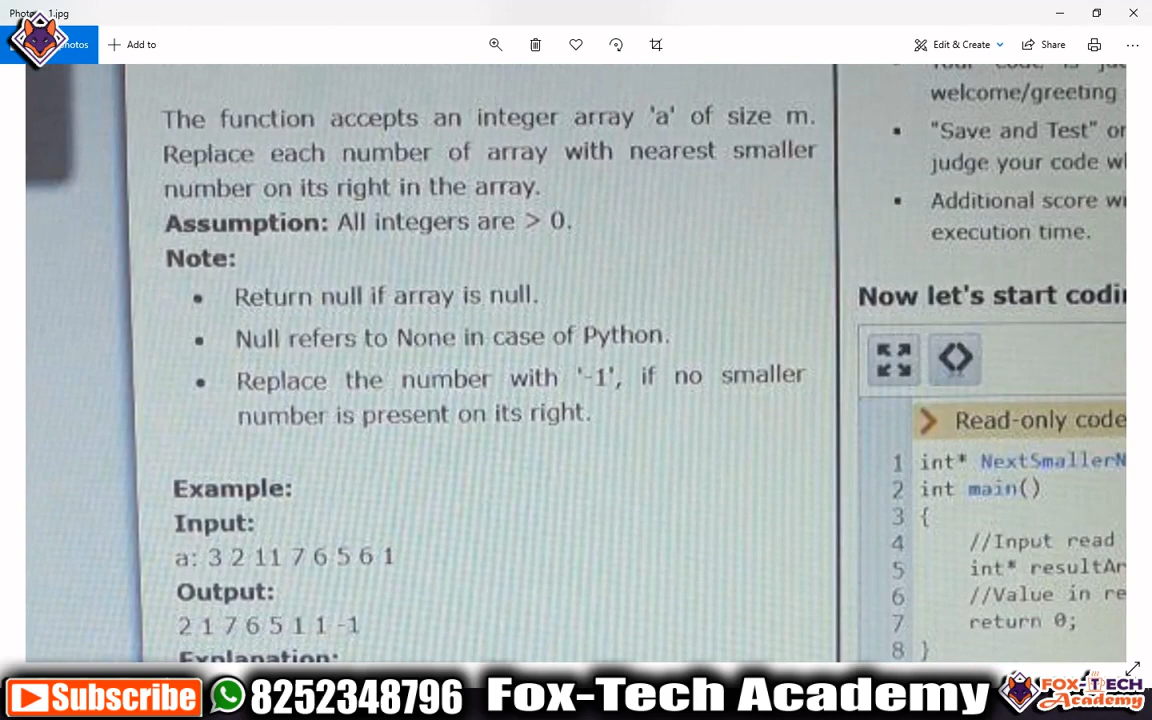 1.jpg
Add to
Edit & Create
Share
The function accepts an integer array 'a' of size m.
Replace each number of array with nearest smaller
number on its right in the array.
Assumption: All integers are > 0.
Note:
• Return null if array is null.
• Null refers to None in case of Python.
• Replace the number with '-1', if no smaller
number is present on its right.
Example:
Input:
a: 3 2 11 7 6 5 6 1
Output:
2 1 7 6 5 1 1 -1
Explanation:
welcome/greeting
"Save and Test" or
judge your code
Additional score
execution time.
Now let's start
Read-only code
1 int* NextSmallerN
2 int main()
3 {
4 //Input read
5 int* resultAr
6 //Value in re
7 return 0;
8 }
Subscribe
8252348796
Fox-Tech Academy
FOX-TECH
Academy